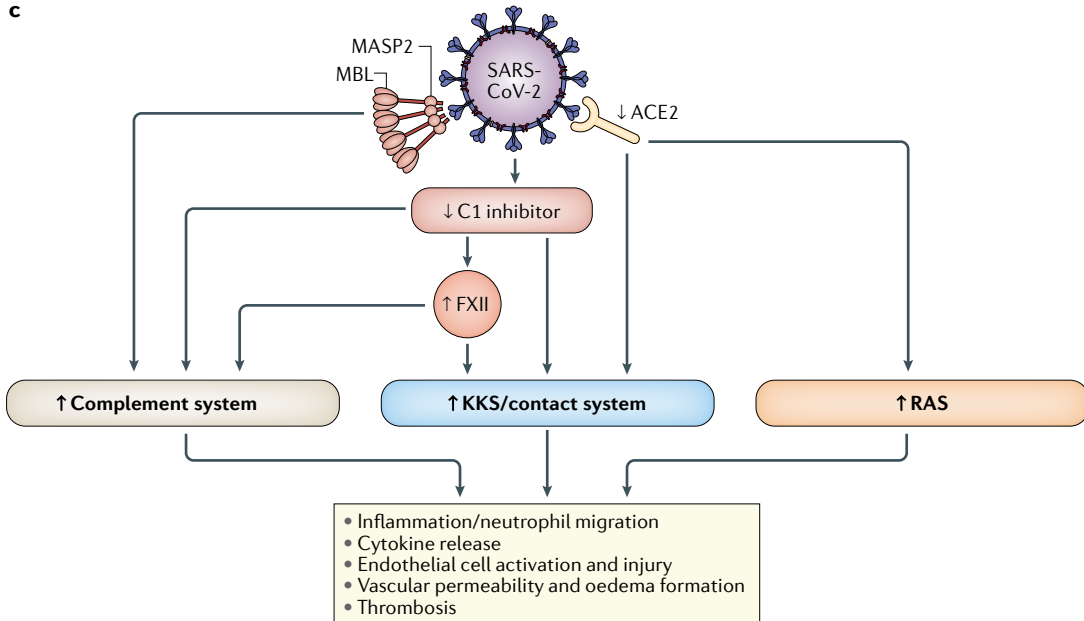 c
MASP2
MBL
SARS-
CoV-2
↓ ACE2
↓ C1 inhibitor
↑ FXII
↑ Complement system
↑ KKS/contact system
↑ RAS
• Inflammation/neutrophil migration
• Cytokine release
• Endothelial cell activation and injury
• Vascular permeability and oedema formation
• Thrombosis